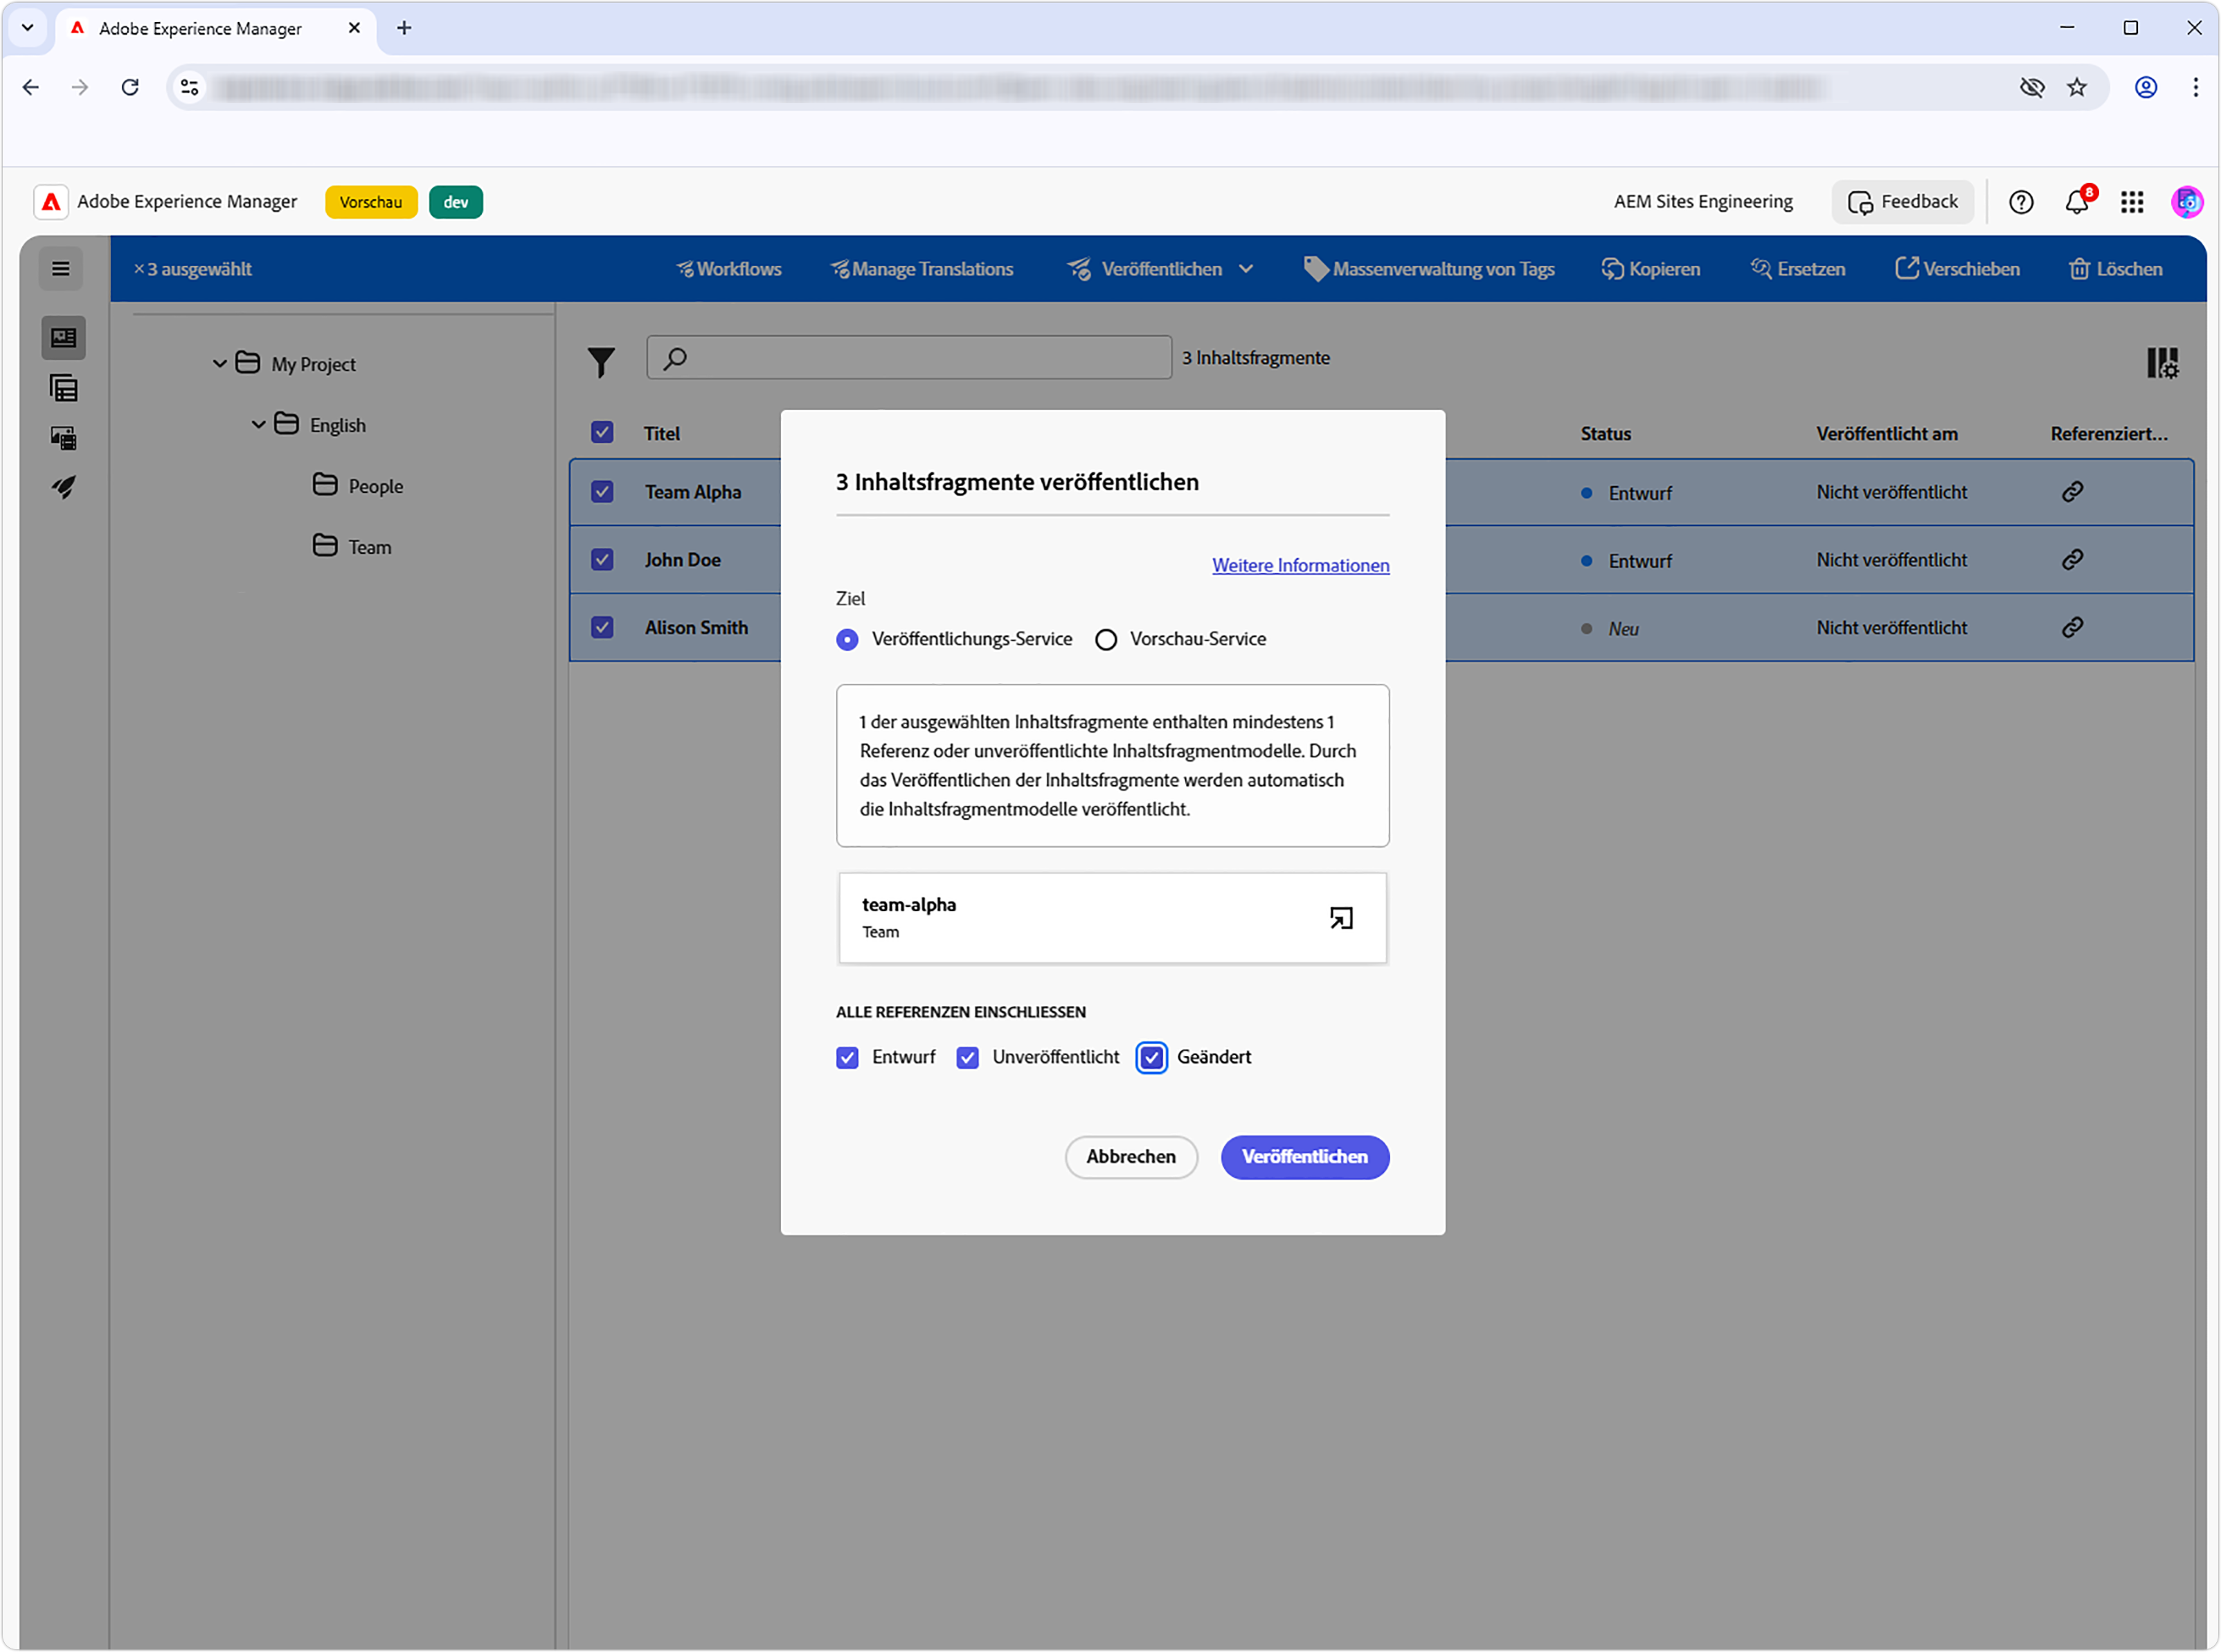 Adobe Experience Manager
Adobe Experience Manager
Vorschau
dev
AEM Sites Engineering
Feedback
8
×3 ausgewählt
Workflows
Manage Translations
Veröffentlichen
Massenverwaltung von Tags
Kopieren
Ersetzen
Verschieben
Löschen
My Project
English
People
Team
3 Inhaltsfragmente
Titel
Status
Veröffentlicht am
Referenziert...
Team Alpha
Entwurf
Nicht veröffentlicht
John Doe
Entwurf
Nicht veröffentlicht
Alison Smith
Neu
Nicht veröffentlicht
3 Inhaltsfragmente veröffentlichen
Weitere Informationen
Ziel
Veröffentlichungs-Service
Vorschau-Service
1 der ausgewählten Inhaltsfragmente enthalten mindestens 1
Referenz oder unveröffentlichte Inhaltsfragmentmodelle. Durch
das Veröffentlichen der Inhaltsfragmente werden automatisch
die Inhaltsfragmentmodelle veröffentlicht.
team-alpha
Team
ALLE REFERENZEN EINSCHLIESSEN
Entwurf
Unveröffentlicht
Geändert
Abbrechen
Veröffentlichen